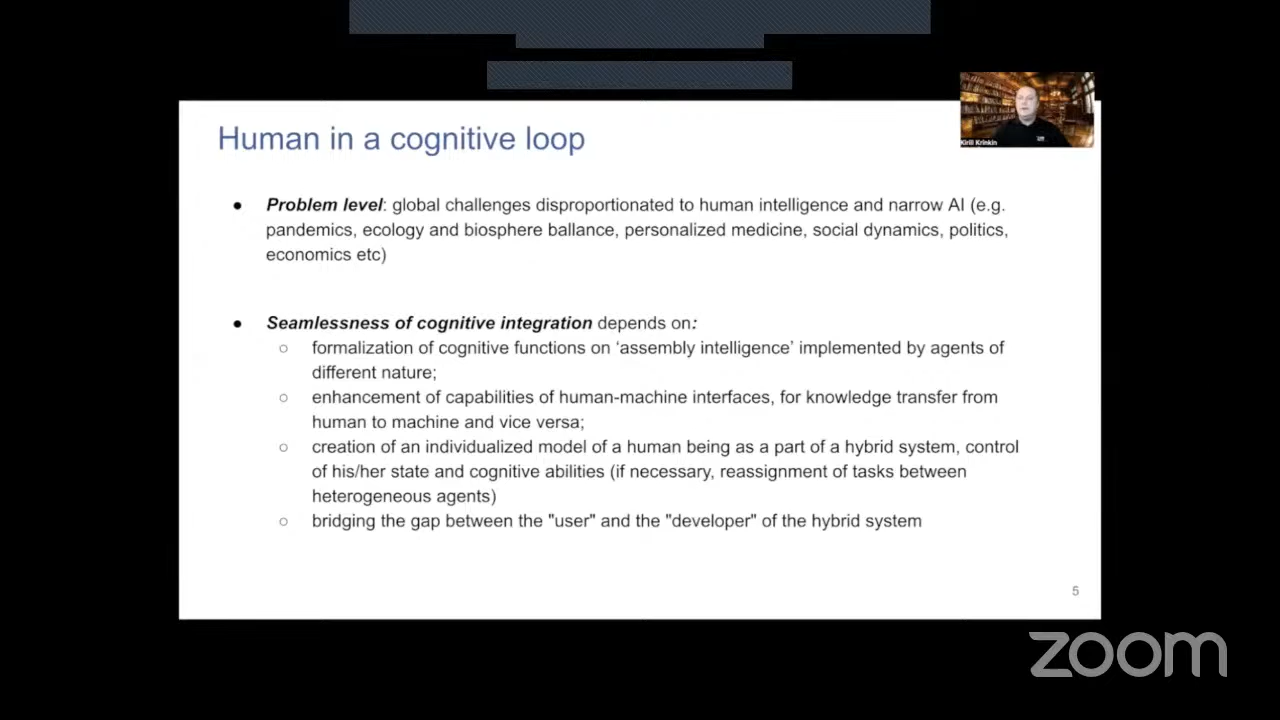 Human in a cognitive loop
Kirill Krinkin
● Problem level: global challenges disproportionated to human intelligence and narrow AI (e.g.
pandemics, ecology and biosphere ballance, personalized medicine, social dynamics, politics,
economics etc)
● Seamlessness of cognitive integration depends on:
○ formalization of cognitive functions on ‘assembly intelligence’ implemented by agents of
different nature;
○ enhancement of capabilities of human-machine interfaces, for knowledge transfer from
human to machine and vice versa;
○ creation of an individualized model of a human being as a part of a hybrid system, control
of his/her state and cognitive abilities (if necessary, reassignment of tasks between
heterogeneous agents)
○ bridging the gap between the "user" and the "developer" of the hybrid system
5
zoom